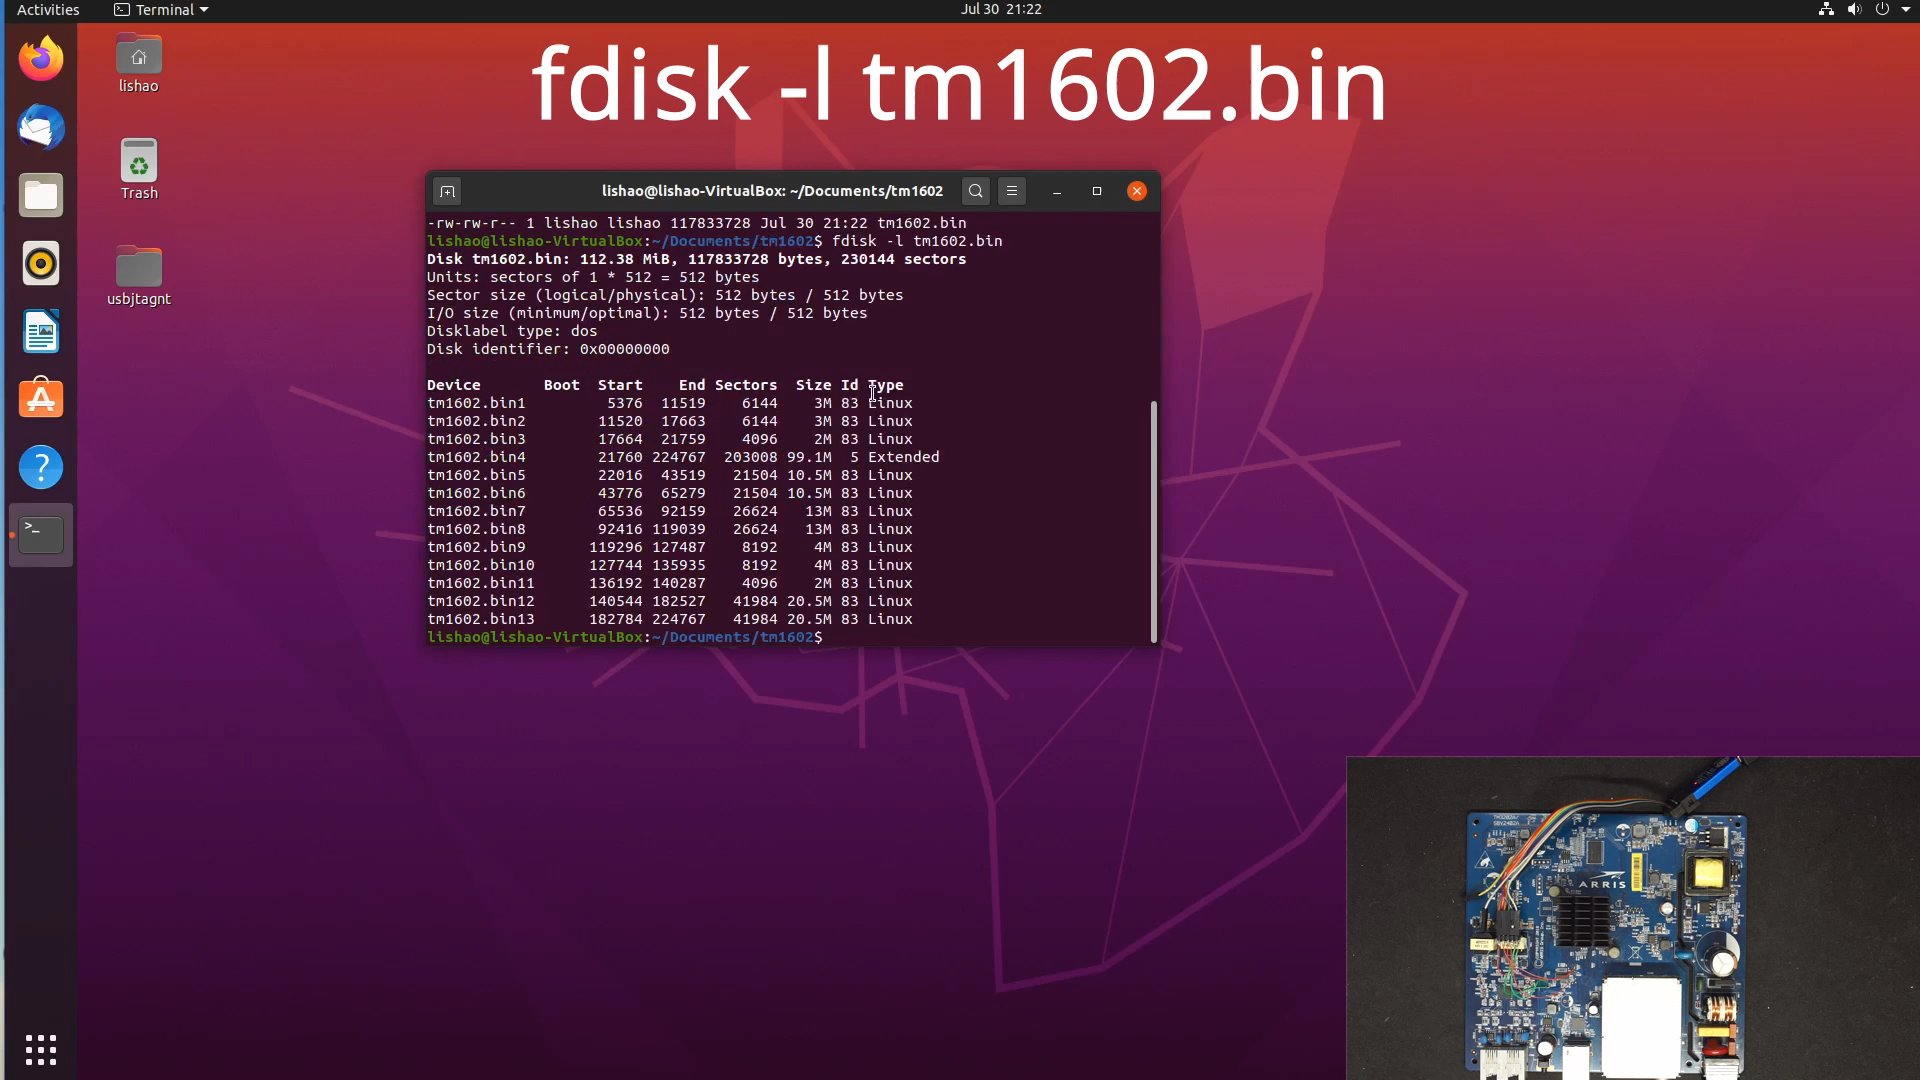 Activities
Terminal
Jul 30 21:22
fdisk -l tm1602.bin
lishao
Trash
usbjtagnt
lishao@lishao-VirtualBox: ~/Documents/tm1602
-rw-rw-r-- 1 lishao lishao 117833728 Jul 30 21:22 tm1602.bin
lishao@lishao-VirtualBox:~/Documents/tm1602$ fdisk -l tm1602.bin
Disk tm1602.bin: 112.38 MiB, 117833728 bytes, 230144 sectors
Units: sectors of 1 * 512 = 512 bytes
Sector size (logical/physical): 512 bytes / 512 bytes
I/O size (minimum/optimal): 512 bytes / 512 bytes
Disklabel type: dos
Disk identifier: 0x00000000
Device Boot Start End Sectors Size Id Type
tm1602.bin1 5376 11519 6144 3M 83 Linux
tm1602.bin2 11520 17663 6144 3M 83 Linux
tm1602.bin3 17664 21759 4096 2M 83 Linux
tm1602.bin4 21760 224767 203008 99.1M 5 Extended
tm1602.bin5 22016 43519 21504 10.5M 83 Linux
tm1602.bin6 43776 65279 21504 10.5M 83 Linux
tm1602.bin7 65536 92159 26624 13M 83 Linux
tm1602.bin8 92416 119039 26624 13M 83 Linux
tm1602.bin9 119296 127487 8192 4M 83 Linux
tm1602.bin10 127744 135935 8192 4M 83 Linux
tm1602.bin11 136192 140287 4096 2M 83 Linux
tm1602.bin12 140544 182527 41984 20.5M 83 Linux
tm1602.bin13 182784 224767 41984 20.5M 83 Linux
lishao@lishao-VirtualBox:~/Documents/tm1602$
ARRIS